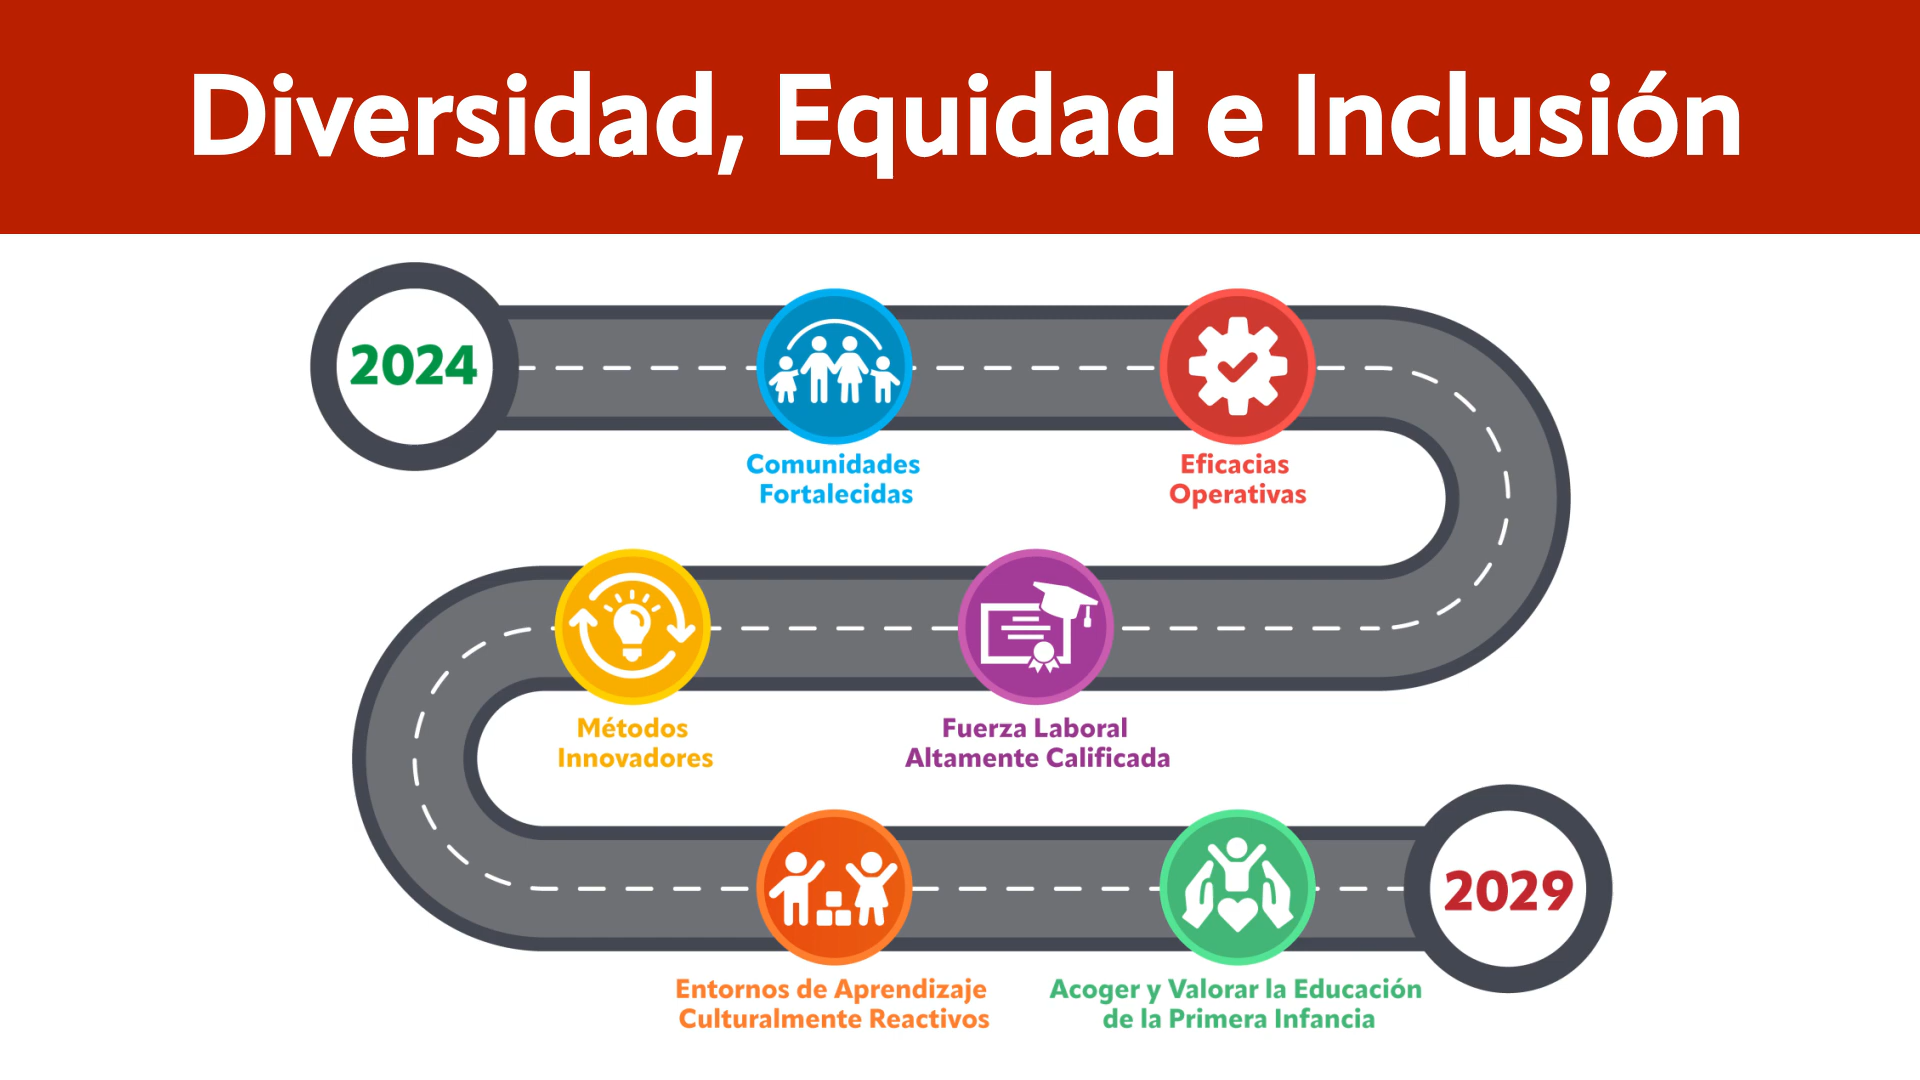 Diversidad, Equidad e Inclusión
2024
Comunidades
Fortalecidas
Eficacias
Operativas
Métodos
Innovadores
Fuerza Laboral
Altamente Calificada
Entornos de Aprendizaje
Culturalmente Reactivos
Acoger y Valorar la Educación
de la Primera Infancia
2029